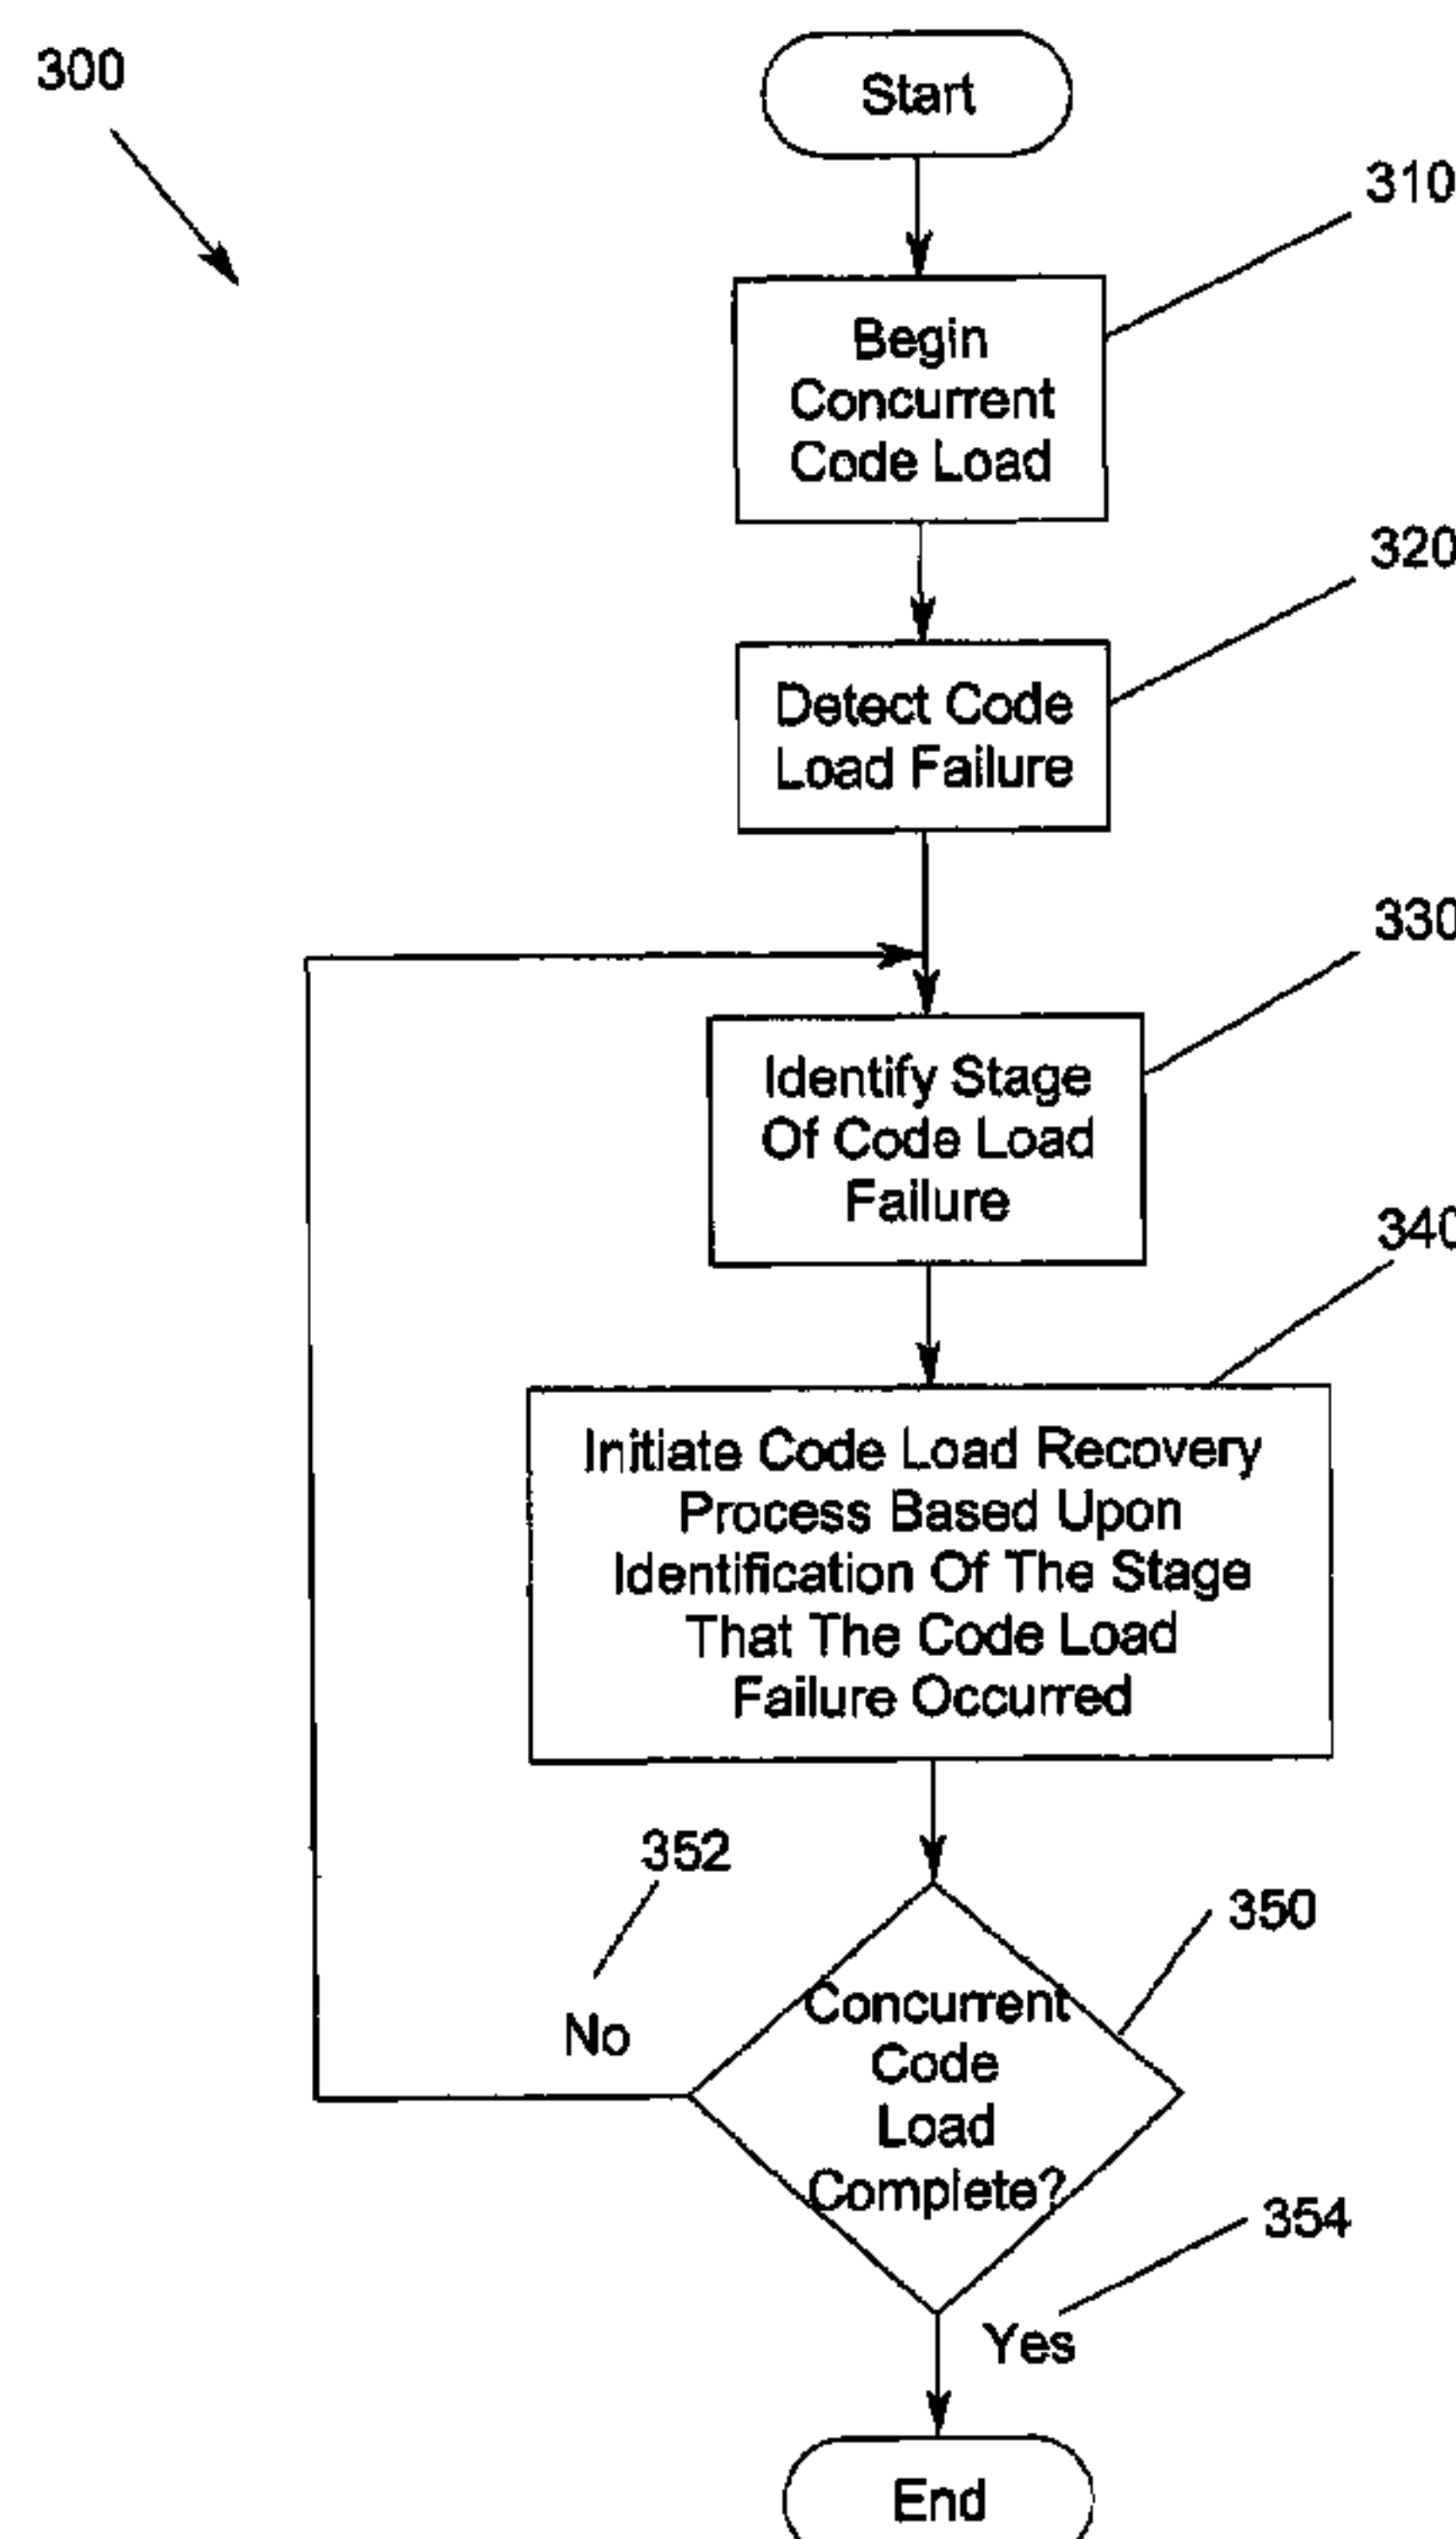 300
Start
310
Begin
Concurrent
Code Load
320
Detect Code
Load Failure
330
Identify Stage
Of Code Load
Failure
340
Initiate Code Load Recovery
Process Based Upon
Identification Of The Stage
That The Code Load
Failure Occurred
352
350
No
Concurrent
Code
Load
Complete?
354
Yes
End